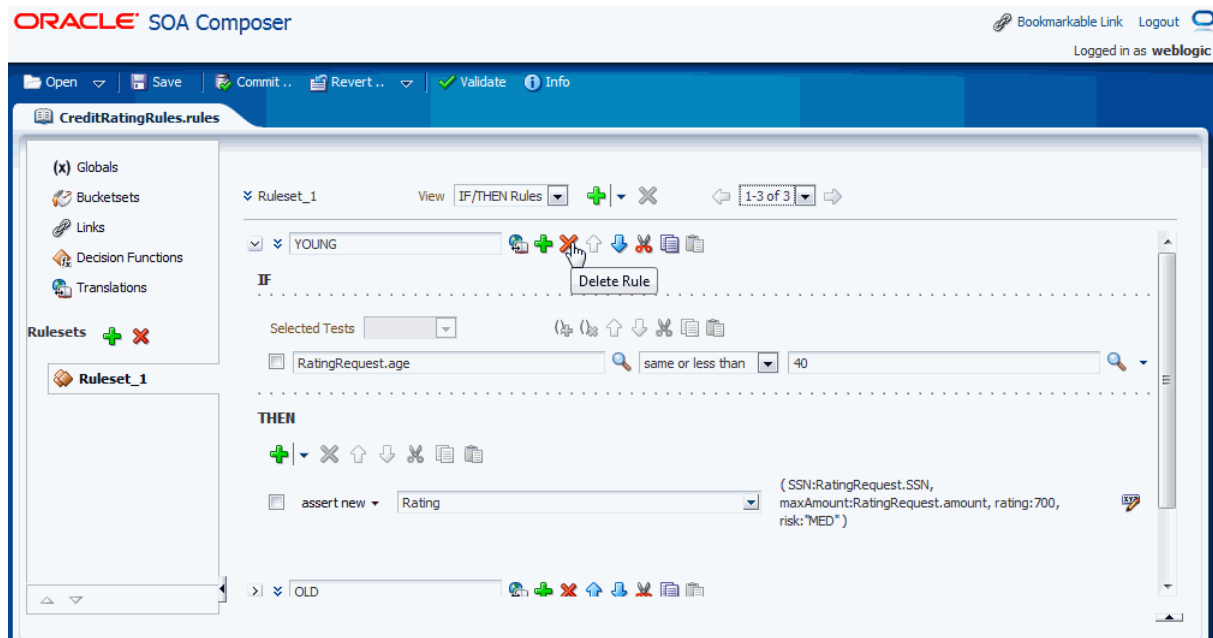 ORACLE SOA Composer
Bookmarkable Link Logout
Logged in as weblogic
Open Save Commit .. Revert .. Validate Info
CreditRatingRules.rules
(x) Globals
Bucketsets
Links
Decision Functions
Translations
Rulesets
Ruleset_1
Ruleset_1 View IF/THEN Rules 1-3 of 3
YOUNG
Delete Rule
IF
Selected Tests
RatingRequest.age same or less than 40
THEN
assert new Rating
( SSN:RatingRequest.SSN,
maxAmount:RatingRequest.amount, rating:700,
risk:"MED" )
OLD